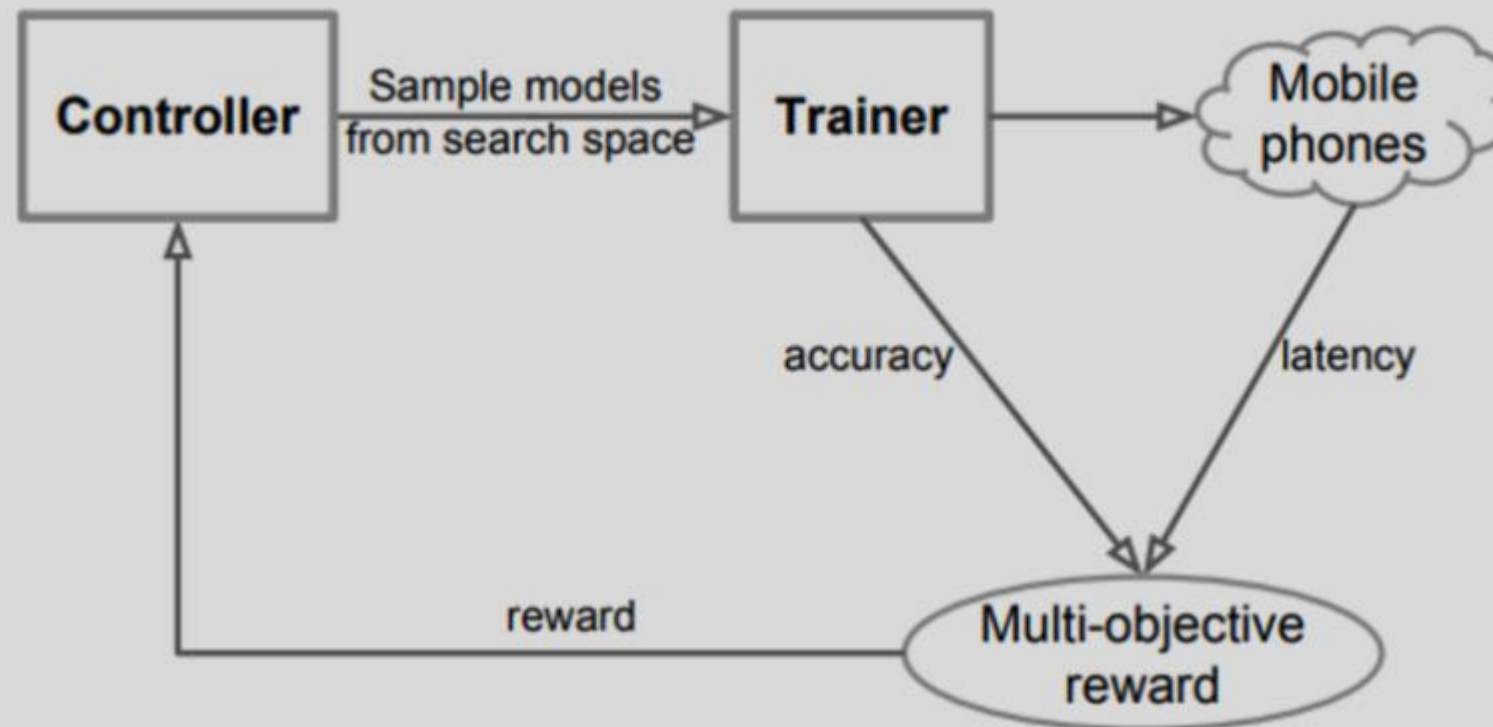 Controller
Sample models
from search space
Trainer
Mobile
phones
accuracy
latency
reward
Multi-objective
reward